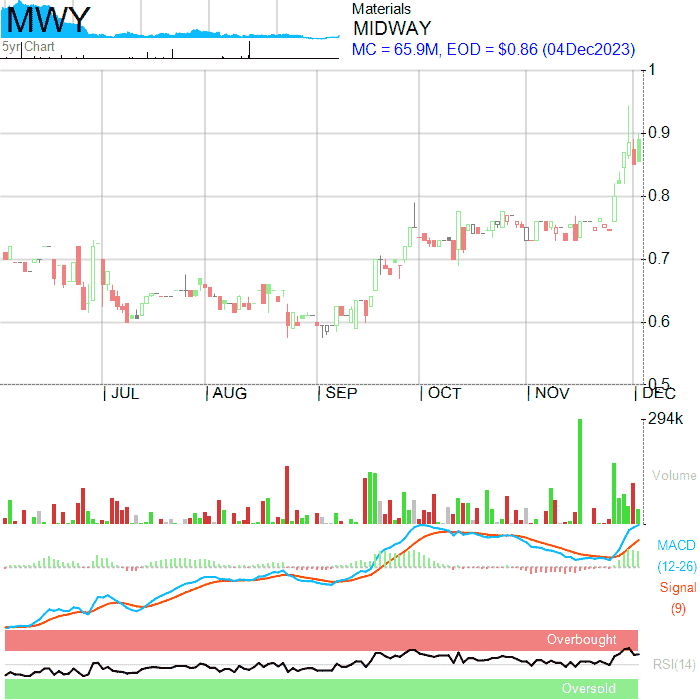 MWY
5yr Chart
Materials
MIDWAY
MC = 65.9M, EOD = $0.86 (04Dec2023)
1
0.9
0.8
0.7
0.6
0.5
JUL AUG SEP OCT NOV DEC
294k
Volume
MACD
(12-26)
Signal
(9)
Overbought
RSI(14)
Oversold